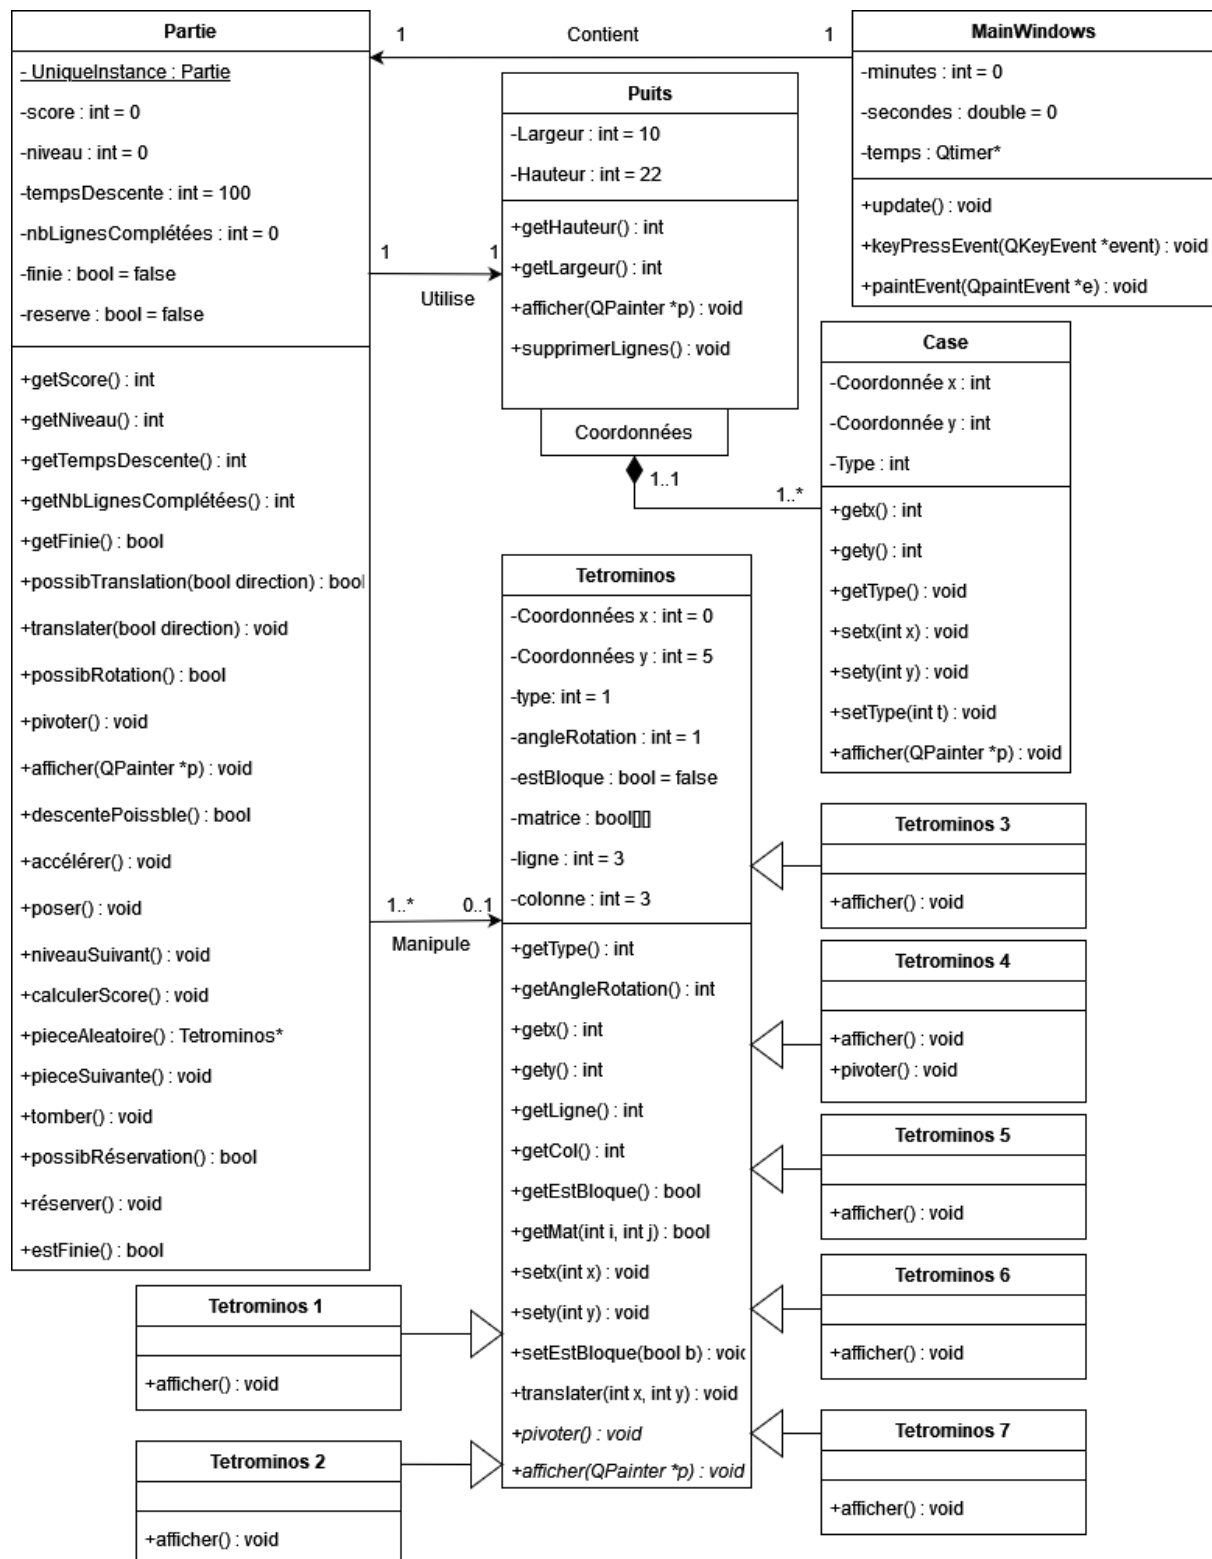 Partie
- UniqueInstance : Partie
-score : int = 0
-niveau : int = 0
-tempsDescente : int = 100
-nbLignesComplétées : int = 0
-finie : bool = false
-reserve : bool = false
+getScore() : int
+getNiveau() : int
+getTempsDescente() : int
+getNbLignesComplétées() : int
+getFinie() : bool
+possibTranslation(bool direction) : bool
+translater(bool direction) : void
+possibRotation() : bool
+pivoter() : void
+afficher(QPainter *p) : void
+descentePoissble() : bool
+accélérer() : void
+poser() : void
+niveauSuivant() : void
+calculerScore() : void
+pieceAleatoire() : Tetrominos*
+pieceSuivante() : void
+tomber() : void
+possibRéservation() : bool
+réserver() : void
+estFinie() : bool
1
Contient
1
MainWindows
-minutes : int = 0
-secondes : double = 0
-temps : Qtimer*
+update() : void
+keyPressEvent(QKeyEvent *event) : void
+paintEvent(QpaintEvent *e) : void
Puits
-Largeur : int = 10
-Hauteur : int = 22
+getHauteur() : int
+getLargeur() : int
+afficher(QPainter *p) : void
+supprimerLignes() : void
Coordonnées
1
1
Utilise
1..1
1..*
Case
-Coordonnée x : int
-Coordonnée y : int
-Type : int
+getx() : int
+gety() : int
+getType() : void
+setx(int x) : void
+sety(int y) : void
+setType(int t) : void
+afficher(QPainter *p) : void
1..*
0..1
Manipule
Tetrominos
-Coordonnées x : int = 0
-Coordonnées y : int = 5
-type: int = 1
-angleRotation : int = 1
-estBloque : bool = false
-matrice : bool[][]
-ligne : int = 3
-colonne : int = 3
+getType() : int
+getAngleRotation() : int
+getx() : int
+gety() : int
+getLigne() : int
+getCol() : int
+getEstBloque() : bool
+getMat(int i, int j) : bool
+setx(int x) : void
+sety(int y) : void
+setEstBloque(bool b) : void
+translater(int x, int y) : void
+pivoter() : void
+afficher(QPainter *p) : void
Tetrominos 3
+afficher() : void
Tetrominos 4
+afficher() : void
+pivoter() : void
Tetrominos 5
+afficher() : void
Tetrominos 6
+afficher() : void
Tetrominos 7
+afficher() : void
Tetrominos 1
+afficher() : void
Tetrominos 2
+afficher() : void